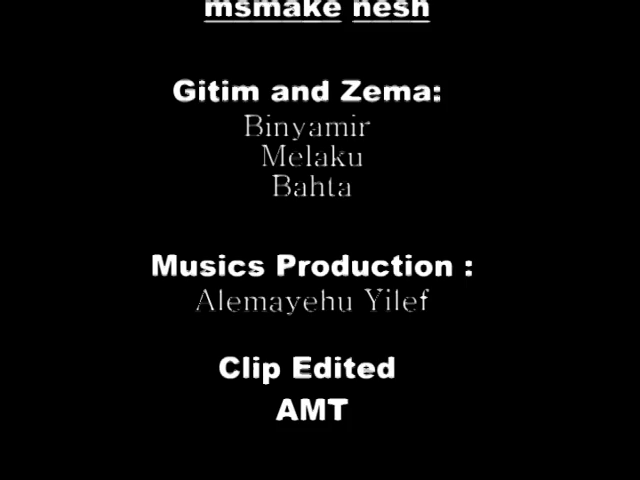 msmake nesh
Gitim and Zema:
Binyamir
Melaku
Bahta
Musics Production :
Alemayehu Yilef
Clip Edited
AMT